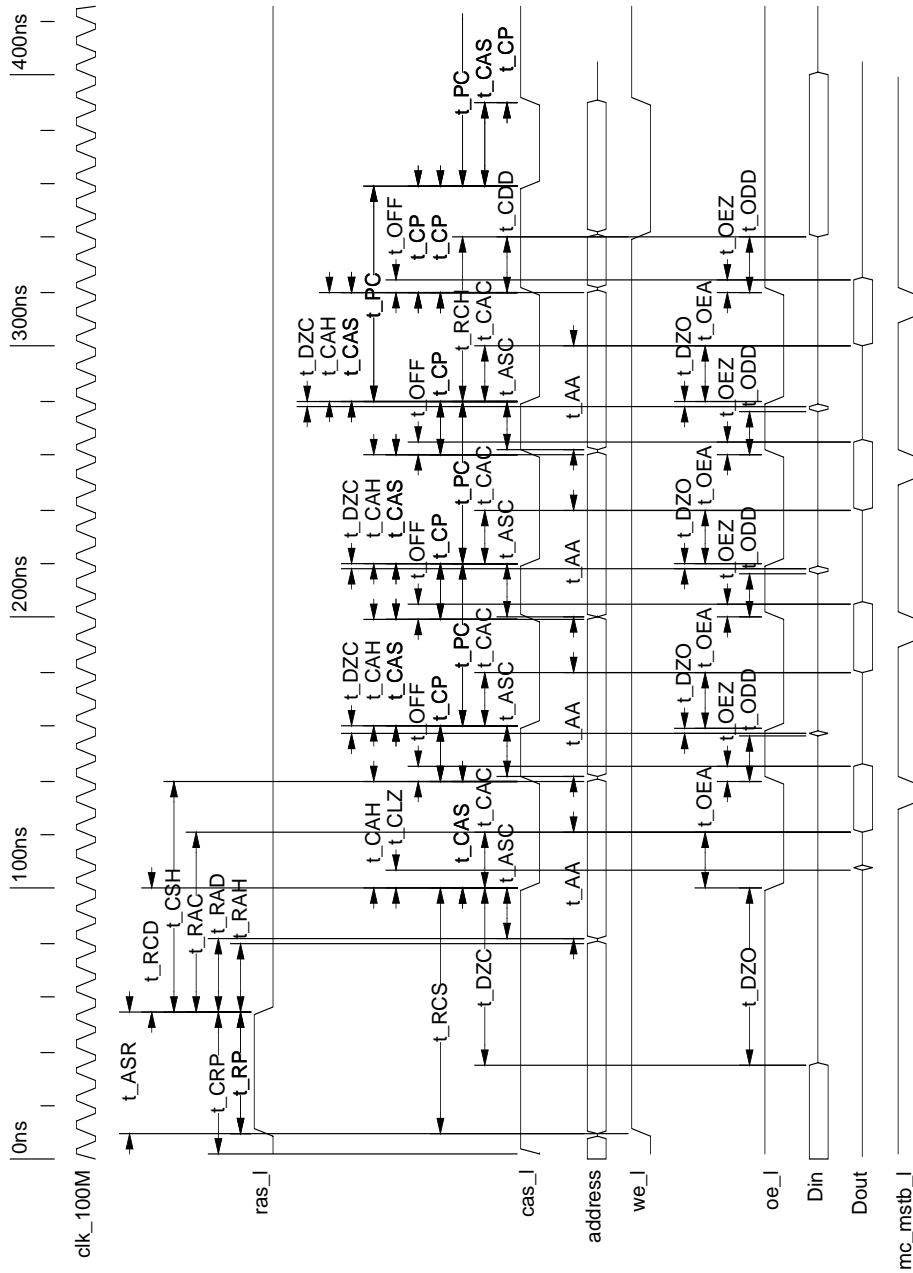 0ns 100ns 200ns 300ns 400ns
clk_100M
t_ASR
t_RCD
t_CSH
t_RAC
t_CRP t_RAD
t_RP t_RAH
ras_l
t_DZC
t_CAH
t_DZC t_DZC t_CAS
t_CAH t_CAH t_CAH t_PC
t_CLZ t_CAS t_CAS t_OFF
t_OFF t_OFF t_OFF t_CP
t_RCS t_CP t_CP t_CP t_CP
t_CAS t_PC t_PC t_RCH t_PC
t_DZC t_CAC t_CAC t_CAC t_CAC t_CAS
t_ASC t_ASC t_ASC t_ASC t_CDD t_CP
cas_l
t_AA t_AA t_AA t_AA
address
we_l
t_DZO t_DZO t_DZO
t_OEA t_OEA t_OEA t_OEA
t_OEZ t_OEZ t_OEZ t_OEZ
t_DZO t_ODD t_ODD t_ODD t_ODD
oe_l
Din
Dout
mc_mstb_l